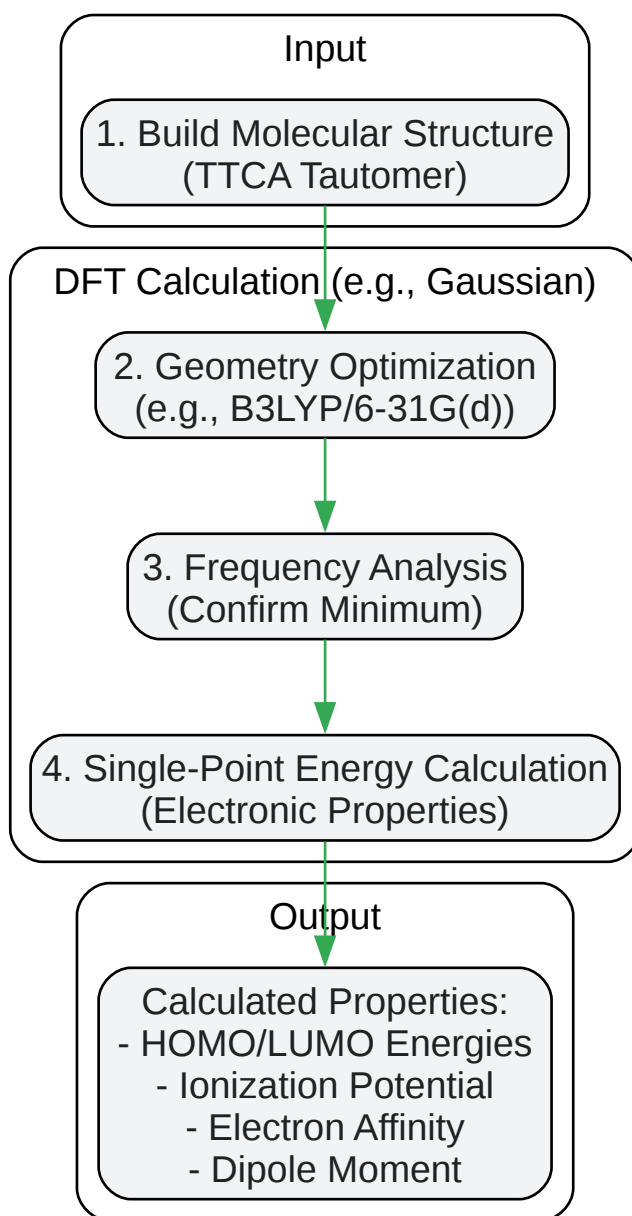 Input
1. Build Molecular Structure
(TTCA Tautomer)
DFT Calculation (e.g., Gaussian)
2. Geometry Optimization
(e.g., B3LYP/6-31G(d))
3. Frequency Analysis
(Confirm Minimum)
4. Single-Point Energy Calculation
(Electronic Properties)
Output
Calculated Properties:
- HOMO/LUMO Energies
- Ionization Potential
- Electron Affinity
- Dipole Moment